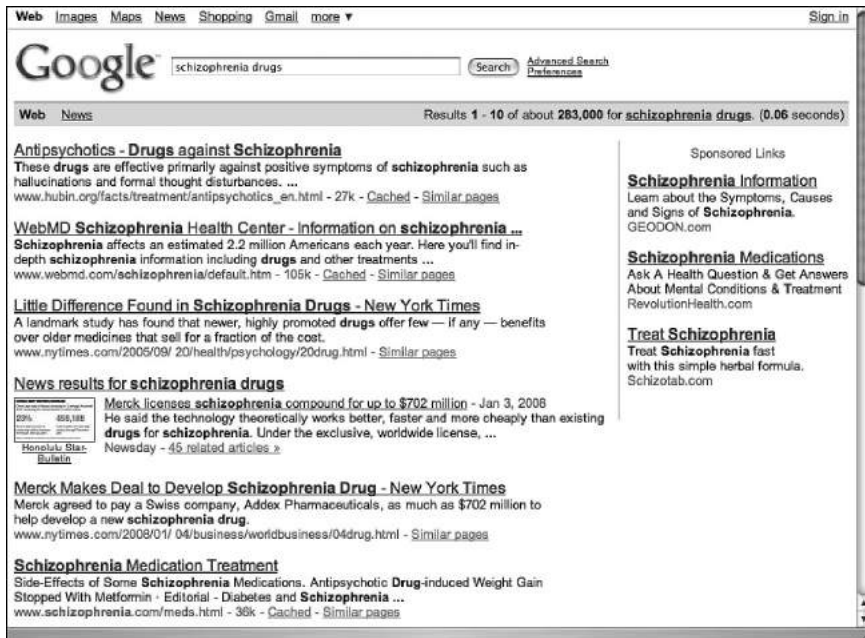 Web Images Maps News Shopping Gmail more ▼
Sign in
Google™
schizophrenia drugs
Search
Advanced Search
Preferences
Web News
Results 1 - 10 of about 283,000 for schizophrenia drugs. (0.06 seconds)
Antipsychotics - Drugs against Schizophrenia
These drugs are effective primarily against positive symptoms of schizophrenia such as
hallucinations and formal thought disturbances. ...
www.hubin.org/facts/treatment/antipsychotics_en.html - 27k - Cached - Similar pages
WebMD Schizophrenia Health Center - Information on schizophrenia ...
Schizophrenia affects an estimated 2.2 million Americans each year. Here you'll find in-
depth schizophrenia information including drugs and other treatments ...
www.webmd.com/schizophrenia/default.htm - 105k - Cached - Similar pages
Little Difference Found in Schizophrenia Drugs - New York Times
A landmark study has found that newer, highly promoted drugs offer few — if any — benefits
over older medicines that sell for a fraction of the cost.
www.nytimes.com/2005/09/ 20/health/psychology/20drug.html - Similar pages
News results for schizophrenia drugs
Merck licenses schizophrenia compound for up to $702 million - Jan 3, 2008
He said the technology theoretically works better, faster and more cheaply than existing
drugs for schizophrenia. Under the exclusive, worldwide license, ...
Newsday - 45 related articles »
Honolulu Star-
Bulletin
Merck Makes Deal to Develop Schizophrenia Drug - New York Times
Merck agreed to pay a Swiss company, Addex Pharmaceuticals, as much as $702 million to
help develop a new schizophrenia drug.
www.nytimes.com/2008/01/ 04/business/worldbusiness/04drug.html - Similar pages
Schizophrenia Medication Treatment
Side-Effects of Some Schizophrenia Medications. Antipsychotic Drug-induced Weight Gain
Stopped With Metformin · Editorial - Diabetes and Schizophrenia ...
www.schizophrenia.com/meds.html - 36k - Cached - Similar pages
Sponsored Links
Schizophrenia Information
Learn about the Symptoms, Causes
and Signs of Schizophrenia.
GEODON.com
Schizophrenia Medications
Ask A Health Question & Get Answers
About Mental Conditions & Treatment
RevolutionHealth.com
Treat Schizophrenia
Treat Schizophrenia fast
with this simple herbal formula.
Schizotab.com